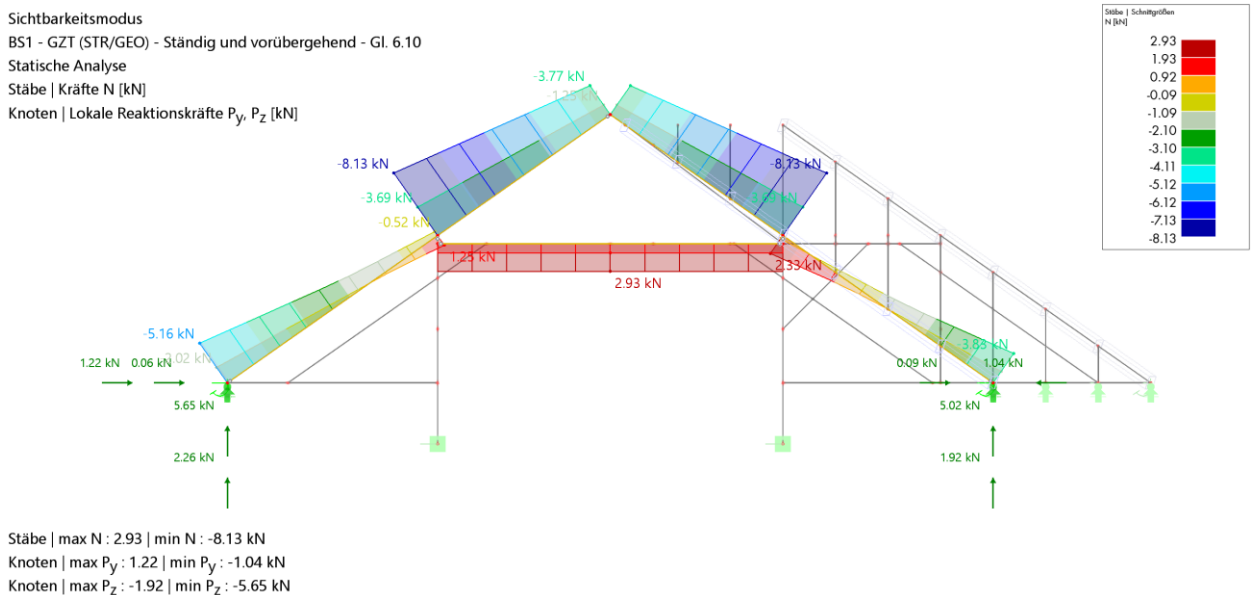 Sichtbarkeitsmodus
BS1 - GZT (STR/GEO) - Ständig und vorübergehend - Gl. 6.10
Statische Analyse
Stäbe | Kräfte N [kN]
Knoten | Lokale Reaktionskräfte Py, Pz [kN]
Stäbe | Schnittgrößen
N [kN]
2.93
1.93
0.92
-0.09
-1.09
-2.10
-3.10
-4.11
-5.12
-6.12
-7.13
-8.13
-3.77 kN
-1.25 kN
-8.13 kN
-8.13 kN
-3.69 kN
-0.52 kN
1.25 kN
2.33 kN
2.93 kN
-5.16 kN
-3.83 kN
1.22 kN
0.06 kN
0.09 kN
1.04 kN
5.65 kN
5.02 kN
2.26 kN
1.92 kN
Stäbe | max N : 2.93 | min N : -8.13 kN
Knoten | max Py : 1.22 | min Py : -1.04 kN
Knoten | max Pz : -1.92 | min Pz : -5.65 kN